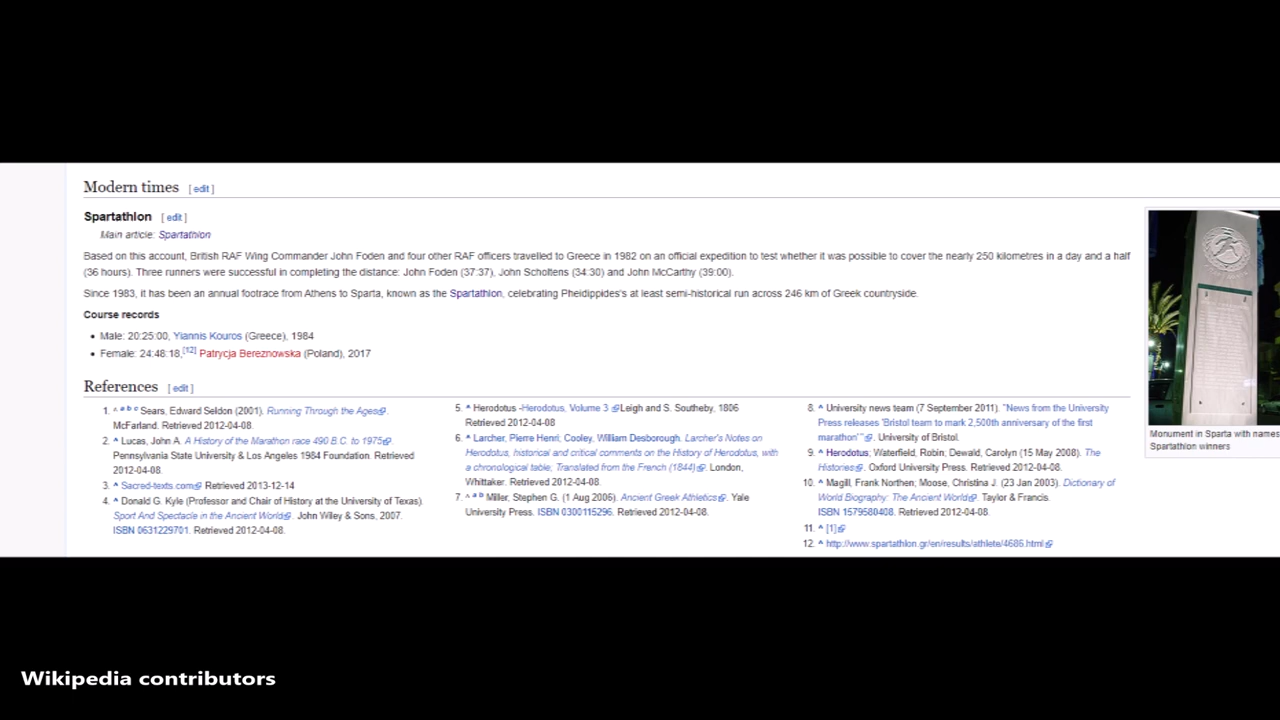 Modern times [ edit ]
Spartathlon [ edit ]
Main article: Spartathlon
Based on this account, British RAF Wing Commander John Foden and four other RAF officers travelled to Greece in 1982 on an official expedition to test whether it was possible to cover the nearly 250 kilometres in a day and a half
(36 hours). Three runners were successful in completing the distance: John Foden (37:37), John Scholtens (34:30) and John McCarthy (39:00).
Since 1983, it has been an annual footrace from Athens to Sparta, known as the Spartathlon, celebrating Pheidippides's at least semi-historical run across 246 km of Greek countryside.
Course records
• Male: 20:25:00, Yiannis Kouros (Greece), 1984
• Female: 24:48:18,[12] Patrycja Bereznowska (Poland), 2017
References [ edit ]
1. ^ a b c Sears, Edward Seldon (2001). Running Through the Ages.
McFarland. Retrieved 2012-04-08.
2. ^ Lucas, John A. A History of the Marathon race 490 B.C. to 1975.
Pennsylvania State University & Los Angeles 1984 Foundation. Retrieved
2012-04-08.
3. ^ Sacred-texts.com Retrieved 2013-12-14
4. ^ Donald G. Kyle (Professor and Chair of History at the University of Texas).
Sport And Spectacle in the Ancient World. John Wiley & Sons, 2007.
ISBN 0631229701. Retrieved 2012-04-08.
5. ^ Herodotus -Herodotus, Volume 3 Leigh and S. Southeby, 1806
Retrieved 2012-04-08
6. ^ Larcher, Pierre Henri; Cooley, William Desborough. Larcher's Notes on
Herodotus, historical and critical comments on the History of Herodotus, with
a chronological table; Translated from the French (1844). London,
Whittaker. Retrieved 2012-04-08.
7. ^ a b Miller, Stephen G. (1 Aug 2006). Ancient Greek Athletics. Yale
University Press. ISBN 0300115296. Retrieved 2012-04-08.
8. ^ University news team (7 September 2011). "News from the University
Press releases 'Bristol team to mark 2,500th anniversary of the first
marathon'". University of Bristol.
9. ^ Herodotus; Waterfield, Robin; Dewald, Carolyn (15 May 2008). The
Histories. Oxford University Press. Retrieved 2012-04-08.
10. ^ Magill, Frank Northen; Moose, Christina J. (23 Jan 2003). Dictionary of
World Biography: The Ancient World. Taylor & Francis.
ISBN 1579580408. Retrieved 2012-04-08.
11. ^ [1]
12. ^ http://www.spartathlon.gr/en/results/athlete/4686.html
Monument in Sparta with names
Spartathlon winners
Wikipedia contributors